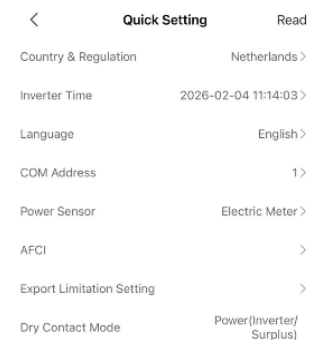 Quick Setting Read
Country & Regulation Netherlands
Inverter Time 2026-02-04 11:14:03
Language English
COM Address 1
Power Sensor Electric Meter
AFCI
Export Limitation Setting
Dry Contact Mode Power(Inverter/
Surplus)